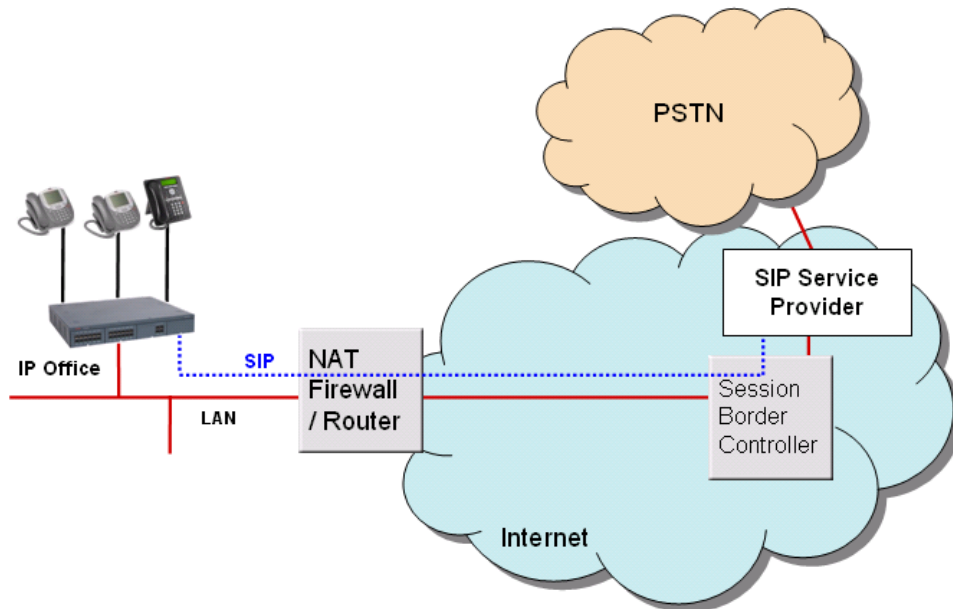 PSTN
SIP Service
Provider
IP Office
SIP
NAT
Firewall
/ Router
LAN
Session
Border
Controller
Internet